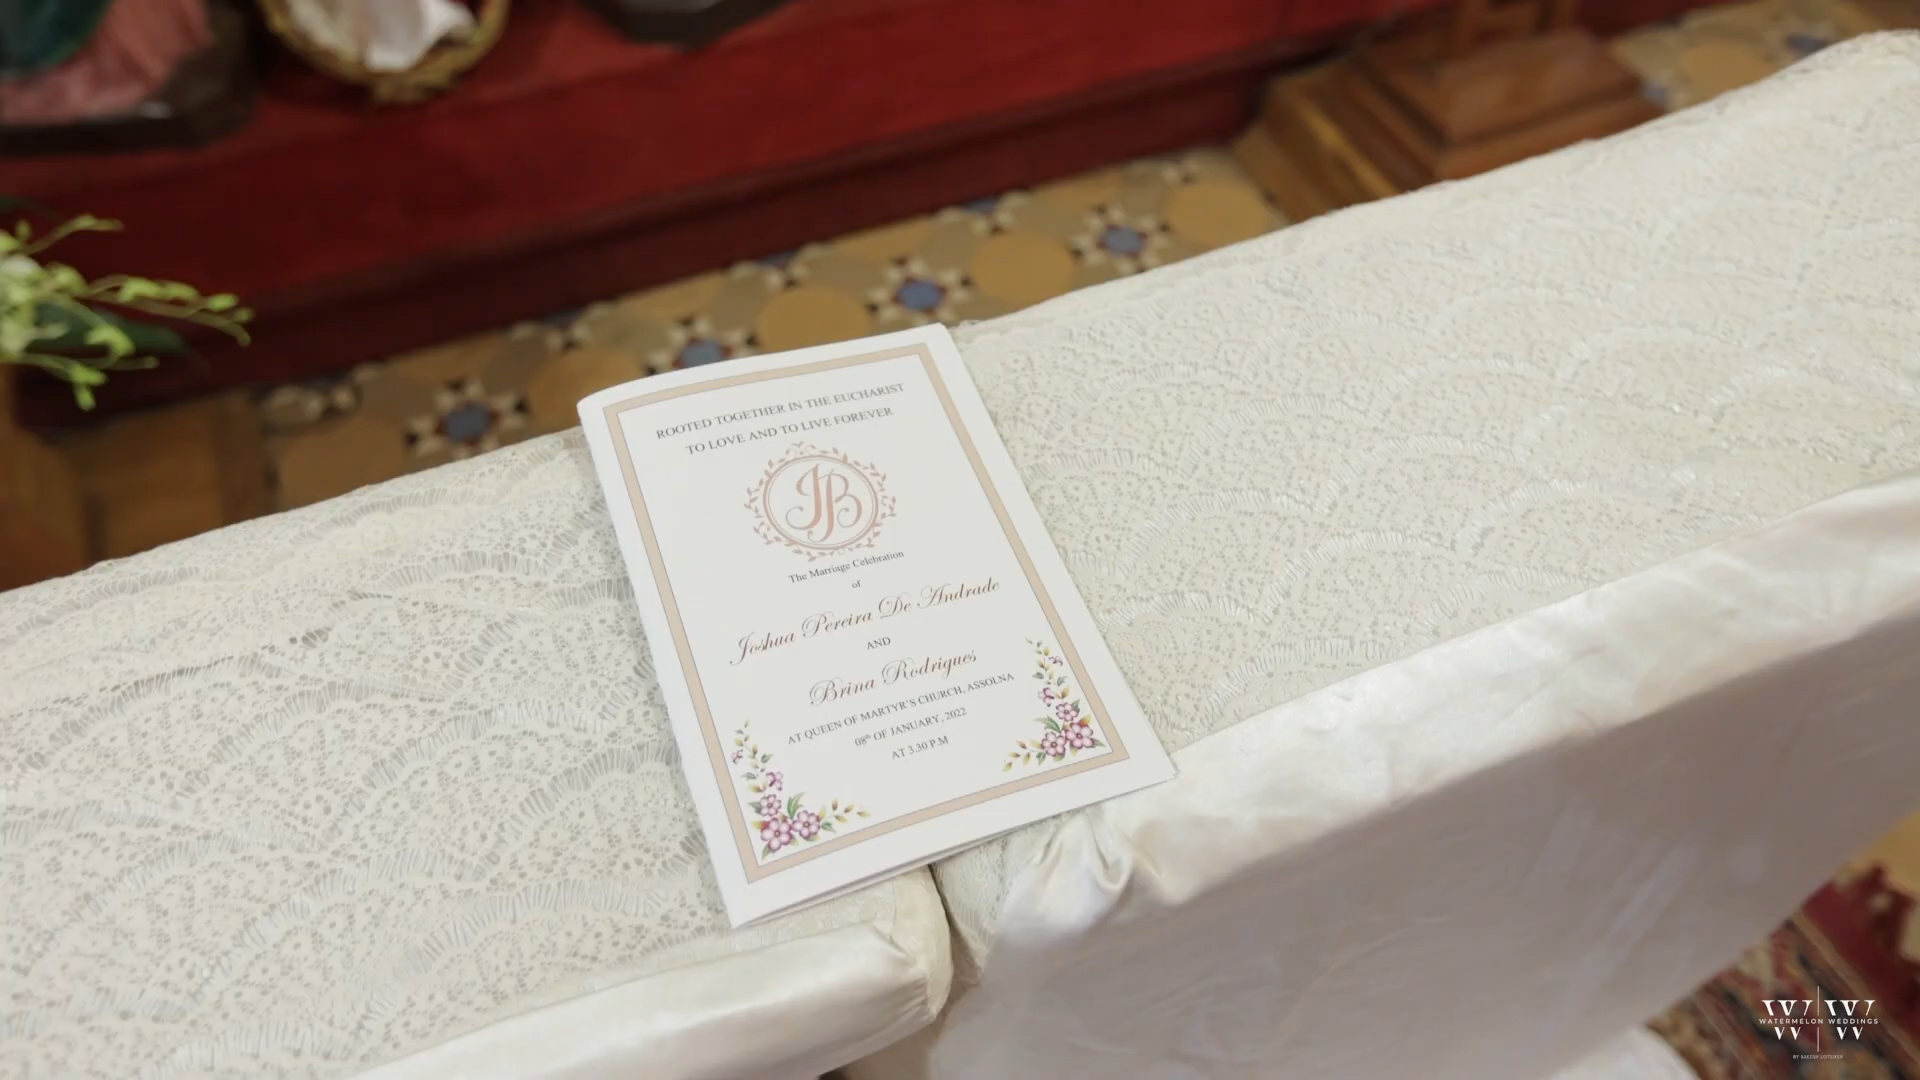 ROOTED TOGETHER IN THE EUCHARIST
TO LOVE AND TO LIVE FOREVER
JB
The Marriage Celebration
of
Joshua Pereira De Andrade
AND
Brina Rodrigues
AT QUEEN OF MARTYR'S CHURCH, ASSOLNA
08th OF JANUARY, 2022
AT 3.30 P.M
W W
WATERMELON WEDDINGS
W W